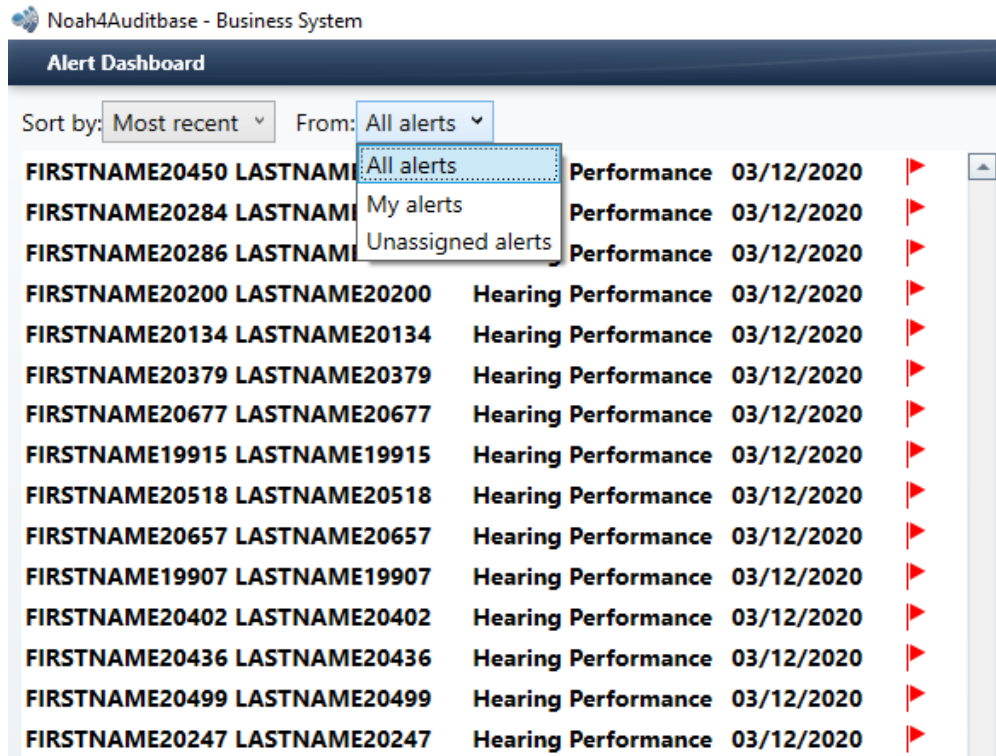 Noah4Auditbase - Business System
Alert Dashboard
Sort by: Most recent From: All alerts
All alerts
My alerts
Unassigned alerts
FIRSTNAME20450 Performance 03/12/2020
FIRSTNAME20284 Performance 03/12/2020
FIRSTNAME20286 Performance 03/12/2020
FIRSTNAME20200 LASTNAME20200 Hearing Performance 03/12/2020
FIRSTNAME20134 LASTNAME20134 Hearing Performance 03/12/2020
FIRSTNAME20379 LASTNAME20379 Hearing Performance 03/12/2020
FIRSTNAME20677 LASTNAME20677 Hearing Performance 03/12/2020
FIRSTNAME19915 LASTNAME19915 Hearing Performance 03/12/2020
FIRSTNAME20518 LASTNAME20518 Hearing Performance 03/12/2020
FIRSTNAME20657 LASTNAME20657 Hearing Performance 03/12/2020
FIRSTNAME19907 LASTNAME19907 Hearing Performance 03/12/2020
FIRSTNAME20402 LASTNAME20402 Hearing Performance 03/12/2020
FIRSTNAME20436 LASTNAME20436 Hearing Performance 03/12/2020
FIRSTNAME20499 LASTNAME20499 Hearing Performance 03/12/2020
FIRSTNAME20247 LASTNAME20247 Hearing Performance 03/12/2020